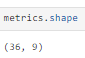 metrics.shape
(36, 9)